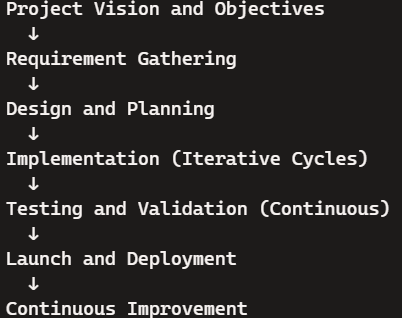 Project Vision and Objectives
↓
Requirement Gathering
↓
Design and Planning
↓
Implementation (Iterative Cycles)
↓
Testing and Validation (Continuous)
↓
Launch and Deployment
↓
Continuous Improvement